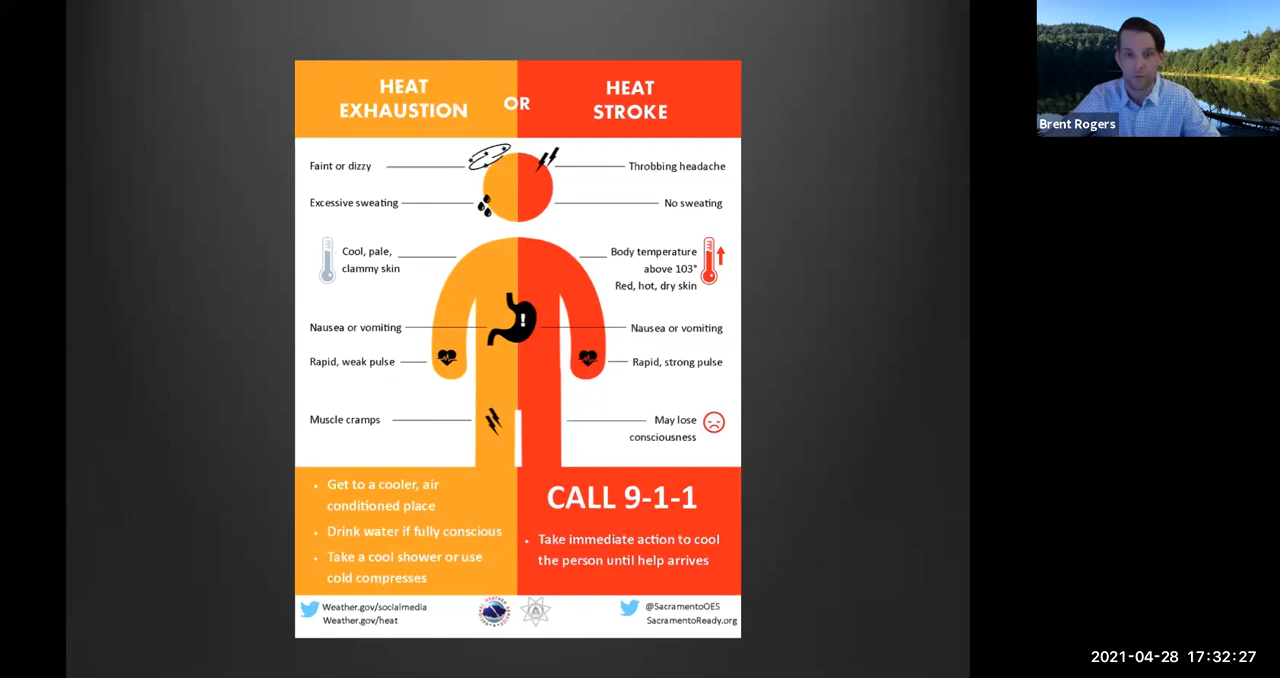 HEAT
EXHAUSTION
OR
HEAT
STROKE
Faint or dizzy
Throbbing headache
Excessive sweating
No sweating
Cool, pale,
clammy skin
Body temperature
above 103°
Red, hot, dry skin
Nausea or vomiting
Nausea or vomiting
Rapid, weak pulse
Rapid, strong pulse
Muscle cramps
May lose
consciousness
!
• Get to a cooler, air
conditioned place
• Drink water if fully conscious
• Take a cool shower or use
cold compresses
CALL 9-1-1
• Take immediate action to cool
the person until help arrives
Weather.gov/socialmedia
Weather.gov/heat
@SacramentoOES
SacramentoReady.org
Brent Rogers
2021-04-28 17:32:27